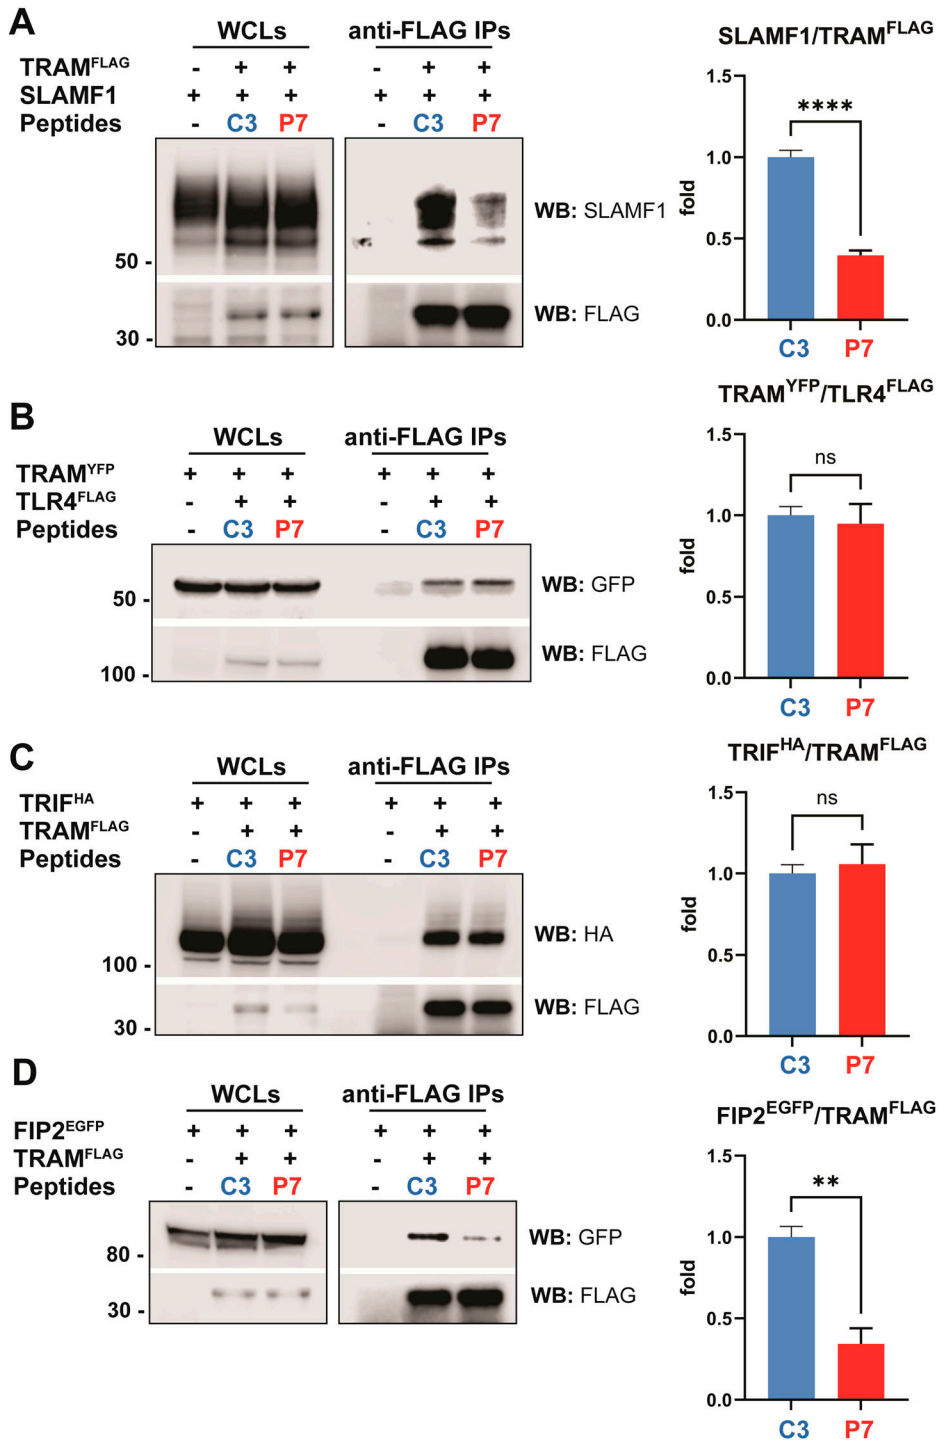 A
WCLs anti-FLAG IPs
TRAMFLAG - + + - + +
SLAMF1 + + + + + +
Peptides - C3 P7 - C3 P7
WB: SLAMF1
50 -
WB: FLAG
30 -
SLAMF1/TRAMFLAG
1.5
****
1.0
fold
0.5
0.0
C3 P7
B
WCLs anti-FLAG IPs
TRAMYFP + + + + + +
TLR4FLAG - + + - + +
Peptides - C3 P7 - C3 P7
WB: GFP
50 -
WB: FLAG
100 -
TRAMYFP/TLR4FLAG
1.5
ns
1.0
fold
0.5
0.0
C3 P7
C
WCLs anti-FLAG IPs
TRIFHA + + + + + +
TRAMFLAG - + + - + +
Peptides - C3 P7 - C3 P7
WB: HA
100 -
WB: FLAG
30 -
TRIFHA/TRAMFLAG
1.5
ns
1.0
fold
0.5
0.0
C3 P7
D
WCLs anti-FLAG IPs
FIP2EGFP + + + + + +
TRAMFLAG - + + - + +
Peptides - C3 P7 - C3 P7
WB: GFP
80 -
WB: FLAG
30 -
FIP2EGFP/TRAMFLAG
1.5
**
1.0
fold
0.5
0.0
C3 P7